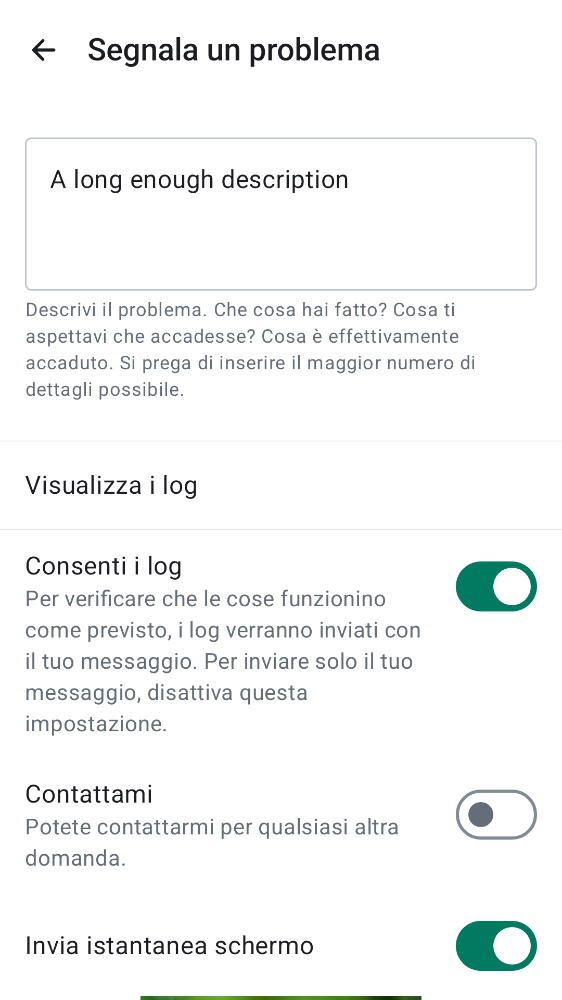 Segnala un problema
A long enough description
Descrivi il problema. Che cosa hai fatto? Cosa ti
aspettavi che accadesse? Cosa è effettivamente
accaduto. Si prega di inserire il maggior numero di
dettagli possibile.
Visualizza i log
Consenti i log
Per verificare che le cose funzionino
come previsto, i log verranno inviati con
il tuo messaggio. Per inviare solo il tuo
messaggio, disattiva questa
impostazione.
Contattami
Potete contattarmi per qualsiasi altra
domanda.
Invia istantanea schermo